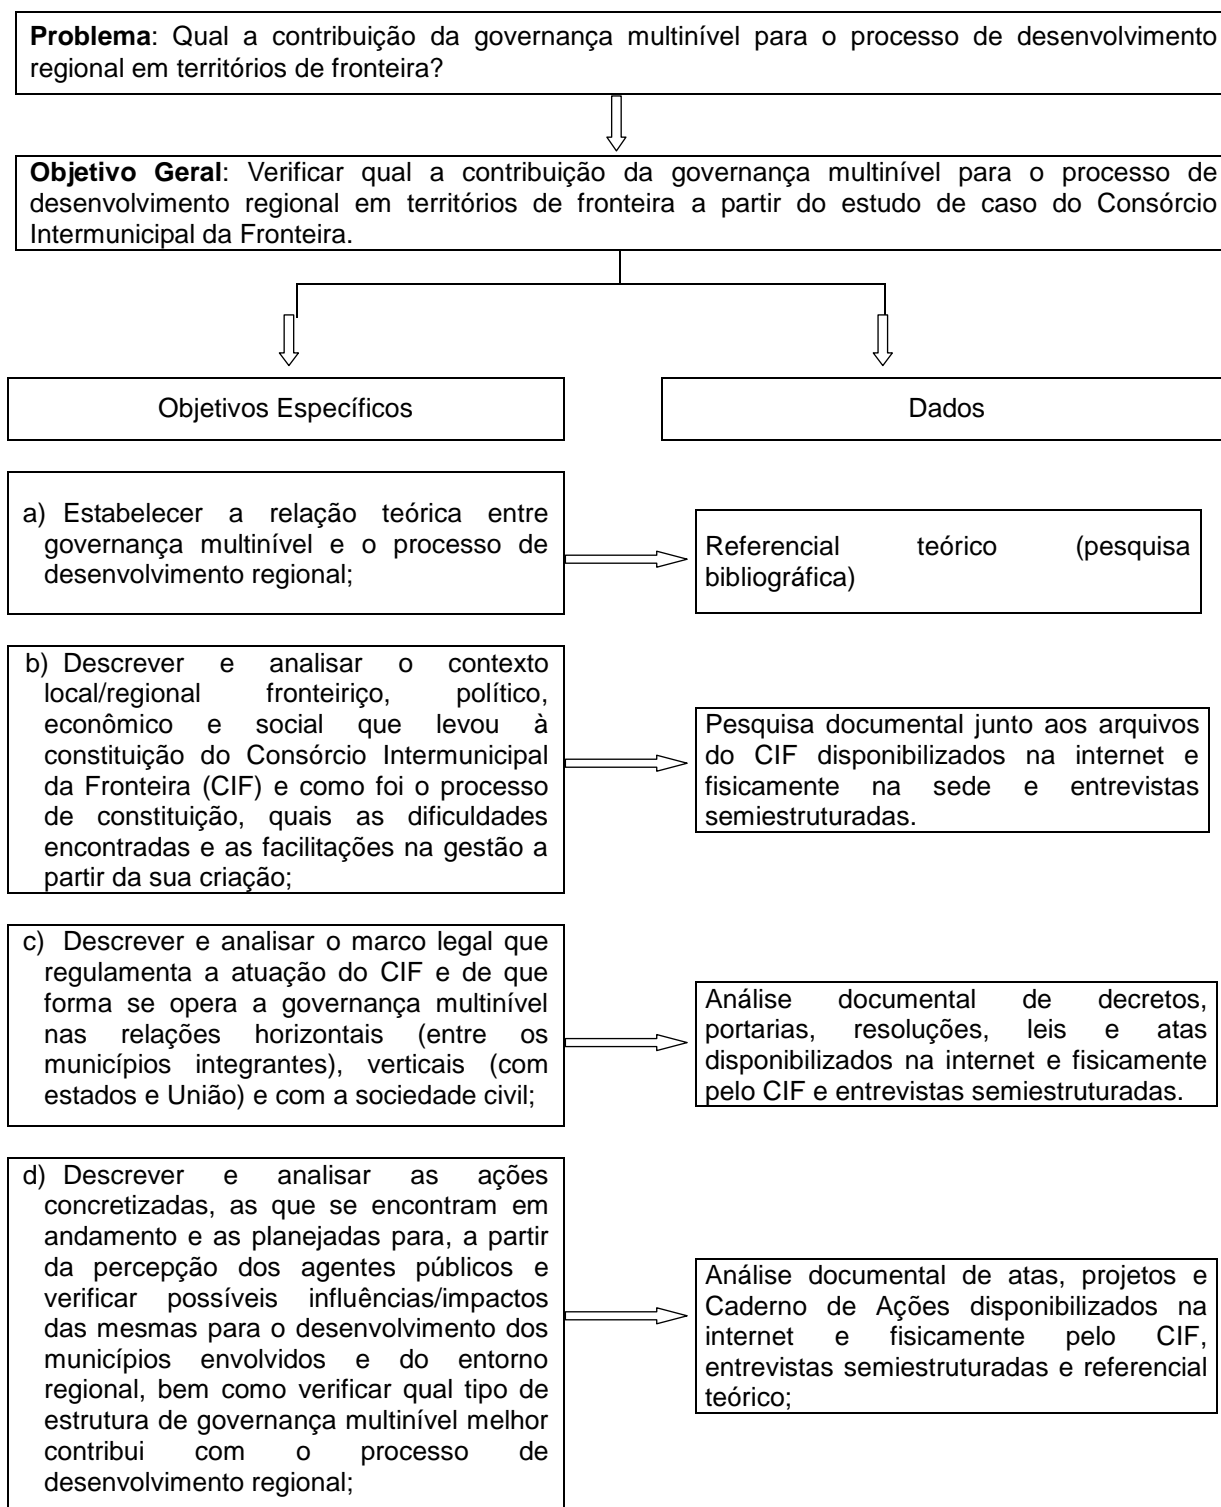 Problema: Qual a contribuição da governança multinível para o processo de desenvolvimento
regional em territórios de fronteira?
Objetivo Geral: Verificar qual a contribuição da governança multinível para o processo de
desenvolvimento regional em territórios de fronteira a partir do estudo de caso do Consórcio
Intermunicipal da Fronteira.
Objetivos Específicos
Dados
a) Estabelecer a relação teórica entre
governança multinível e o processo de
desenvolvimento regional;
Referencial teórico (pesquisa
bibliográfica)
b) Descrever e analisar o contexto
local/regional fronteiriço, político,
econômico e social que levou à
constituição do Consórcio Intermunicipal
da Fronteira (CIF) e como foi o processo
de constituição, quais as dificuldades
encontradas e as facilitações na gestão a
partir da sua criação;
Pesquisa documental junto aos arquivos
do CIF disponibilizados na internet e
fisicamente na sede e entrevistas
semiestruturadas.
c) Descrever e analisar o marco legal que
regulamenta a atuação do CIF e de que
forma se opera a governança multinível
nas relações horizontais (entre os
municípios integrantes), verticais (com
estados e União) e com a sociedade civil;
Análise documental de decretos,
portarias, resoluções, leis e atas
disponibilizados na internet e fisicamente
pelo CIF e entrevistas semiestruturadas.
d) Descrever e analisar as ações
concretizadas, as que se encontram em
andamento e as planejadas para, a partir
da percepção dos agentes públicos e
verificar possíveis influências/impactos
das mesmas para o desenvolvimento dos
municípios envolvidos e do entorno
regional, bem como verificar qual tipo de
estrutura de governança multinível melhor
contribui com o processo de
desenvolvimento regional;
Análise documental de atas, projetos e
Caderno de Ações disponibilizados na
internet e fisicamente pelo CIF,
entrevistas semiestruturadas e referencial
teórico;